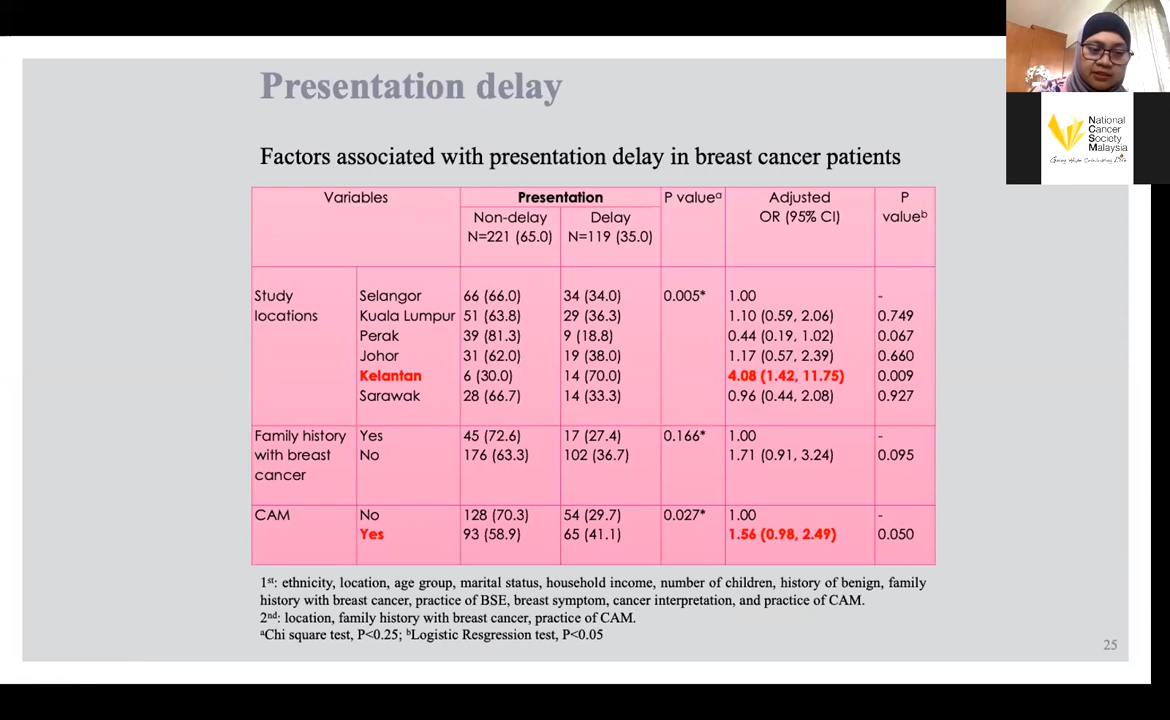 Presentation delay
Factors associated with presentation delay in breast cancer patients
Variables Presentation P valueᵃ Adjusted P
Non-delay Delay OR (95% CI) valueᵇ
N=221 (65.0) N=119 (35.0)
Study Selangor 66 (66.0) 34 (34.0) 0.005* 1.00 -
locations Kuala Lumpur 51 (63.8) 29 (36.3) 1.10 (0.59, 2.06) 0.749
Perak 39 (81.3) 9 (18.8) 0.44 (0.19, 1.02) 0.067
Johor 31 (62.0) 19 (38.0) 1.17 (0.57, 2.39) 0.660
Kelantan 6 (30.0) 14 (70.0) 4.08 (1.42, 11.75) 0.009
Sarawak 28 (66.7) 14 (33.3) 0.96 (0.44, 2.08) 0.927
Family history Yes 45 (72.6) 17 (27.4) 0.166* 1.00 -
with breast No 176 (63.3) 102 (36.7) 1.71 (0.91, 3.24) 0.095
cancer
CAM No 128 (70.3) 54 (29.7) 0.027* 1.00 -
Yes 93 (58.9) 65 (41.1) 1.56 (0.98, 2.49) 0.050
1st: ethnicity, location, age group, marital status, household income, number of children, history of benign, family
history with breast cancer, practice of BSE, breast symptom, cancer interpretation, and practice of CAM.
2nd: location, family history with breast cancer, practice of CAM.
ᵃChi square test, P<0.25; ᵇLogistic Resgression test, P<0.05
25
National
Cancer
Society
Malaysia